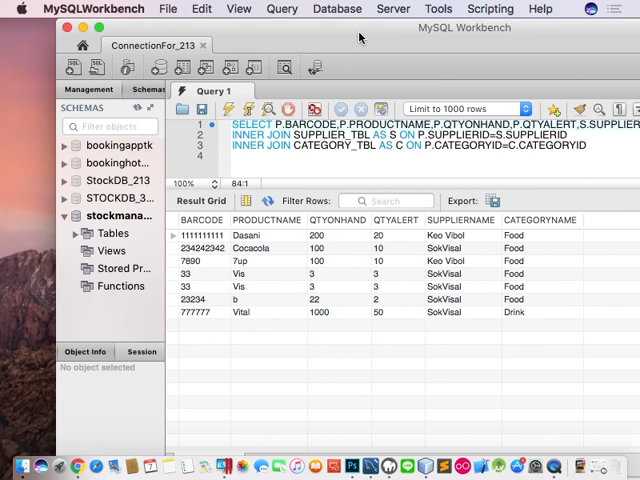 MySQLWorkbench File Edit View Query Database Server Tools Scripting Help
MySQL Workbench
ConnectionFor_213
Management Schemas Query 1
SCHEMAS
Limit to 1000 rows
Filter objects
1 SELECT P.BARCODE,P.PRODUCTNAME,P.QTYONHAND,P.QTYALERT,S.SUPPLIER
2 INNER JOIN SUPPLIER_TBL AS S ON P.SUPPLIERID=S.SUPPLIERID
3 INNER JOIN CATEGORY_TBL AS C ON P.CATEGORYID=C.CATEGORYID
4
bookingapptk
bookinghot...
StockDB_213
STOCKDB_3...
stockmana...
Tables
Views
Stored Pr...
Functions
100% 84:1
Result Grid Filter Rows: Search Export:
BARCODE PRODUCTNAME QTYONHAND QTYALERT SUPPLIERNAME CATEGORYNAME
1111111111 Dasani 200 20 Keo Vibol Food
234242342 Cocacola 100 10 SokVisal Food
7890 7up 100 10 Keo Vibol Food
33 Vis 3 3 SokVisal Food
33 Vis 3 3 SokVisal Food
23234 b 22 2 SokVisal Food
777777 Vital 1000 50 SokVisal Drink
Object Info Session
No object selected